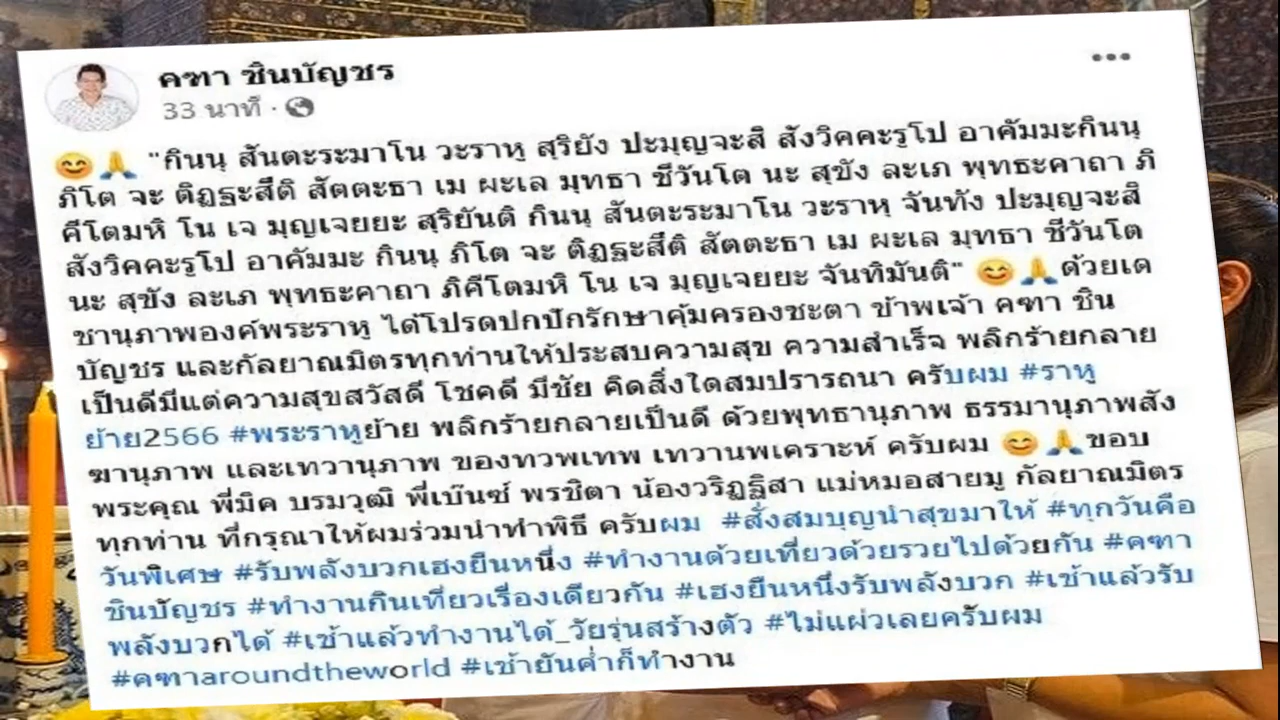 คฑา ชินบัญชร
33 นาที ·
😊🙏 "กินนุ สันตะระมาโน วะราหุ สุริยัง ปะมุญจะสิ สังวิคคะรูโป อาคัมมะกินนุ
ภิโต จะ ติฏฐะสีติ สัตตะธา เม ผะเล มุทธา ชีวันโต นะ สุขัง ละเภ พุทธะคาถา ภิ
คีโตมหิ โน เจ มุญเจยยะ สุริยันติ กินนุ สันตะระมาโน วะราหุ จันทัง ปะมุญจะสิ
สังวิคคะรูโป อาคัมมะ กินนุ ภิโต จะ ติฏฐะสีติ สัตตะธา เม ผะเล มุทธา ชีวันโต
นะ สุขัง ละเภ พุทธะคาถา ภิคีโตมหิ โน เจ มุญเจยยะ จันทิมันติ" 😊🙏ด้วยเด
ชานุภาพองค์พระราหู ได้โปรดปกปักรักษาคุ้มครองชะตา ข้าพเจ้า คฑา ชิน
บัญชร และกัลยาณมิตรทุกท่านให้ประสบความสุข ความสำเร็จ พลิกร้ายกลาย
เป็นดีมีแต่ความสุขสวัสดี โชคดี มีชัย คิดสิ่งใดสมปรารถนา ครับผม #ราหู
ย้าย2566 #พระราหูย้าย พลิกร้ายกลายเป็นดี ด้วยพุทธานุภาพ ธรรมานุภาพสัง
ฆานุภาพ และเทวานุภาพ ของทวพเทพ เทวานพเคราะห์ ครับผม 😊🙏ขอบ
พระคุณ พี่มิค บรมวุฒิ พี่เบ๊นซ์ พรชิตา น้องวริฏฐิสา แม่หมอสายมู กัลยาณมิตร
ทุกท่าน ที่กรุณาให้ผมร่วมนำทำพิธี ครับผม #สั่งสมบุญนำสุขมาให้ #ทุกวันคือ
วันพิเศษ #รับพลังบวกเฮงยืนหนึ่ง #ทำงานด้วยเที่ยวด้วยรวยไปด้วยกัน #คฑา
ชินบัญชร #ทำงานกินเที่ยวเรื่องเดียวกัน #เฮงยืนหนึ่งรับพลังบวก #เช้าแล้วรับ
พลังบวกได้ #เช้าแล้วทำงานได้_วัยรุ่นสร้างตัว #ไม่แผ่วเลยครับผม
#คฑาaroundtheworld #เช้ายันค่ำก็ทำงาน